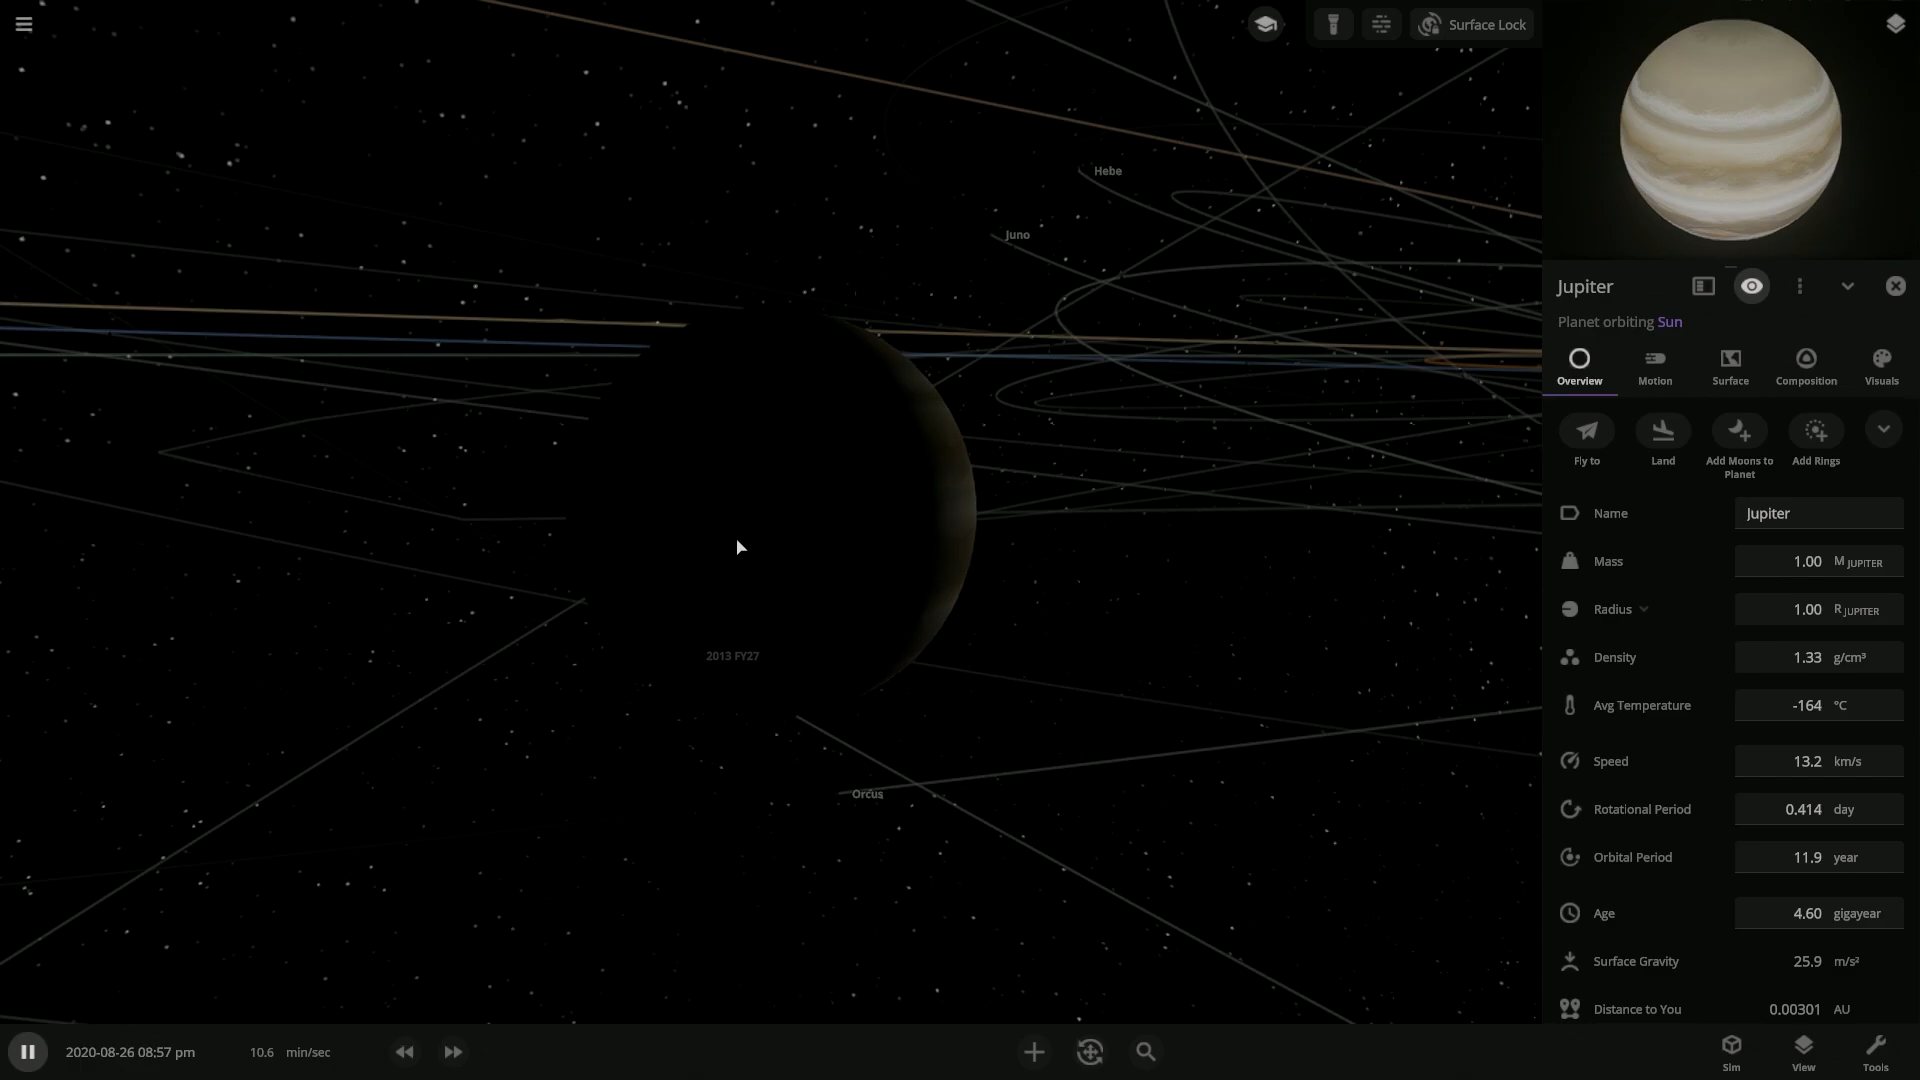 Surface Lock
Hebe
Juno
2013 FY27
Orcus
Jupiter
Planet orbiting Sun
Overview
Motion
Surface
Composition
Visuals
Fly to
Land
Add Moons to
Planet
Add Rings
Name Jupiter
Mass 1.00 M JUPITER
Radius 1.00 R JUPITER
Density 1.33 g/cm³
Avg Temperature -164 °C
Speed 13.2 km/s
Rotational Period 0.414 day
Orbital Period 11.9 year
Age 4.60 gigayear
Surface Gravity 25.9 m/s²
Distance to You 0.00301 AU
2020-08-26 08:57 pm
10.6 min/sec
Sim
View
Tools